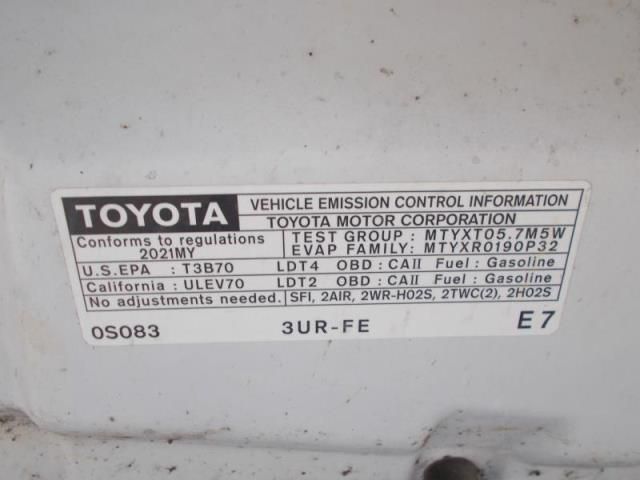 TOYOTA
VEHICLE EMISSION CONTROL INFORMATION
TOYOTA MOTOR CORPORATION
Conforms to regulations
2021MY
TEST GROUP : MTYXT05.7M5W
EVAP FAMILY: MTYXR0190P32
U.S.EPA : T3B70 LDT4 OBD : CAII Fuel : Gasoline
California : ULEV70 LDT2 OBD : CAII Fuel : Gasoline
No adjustments needed. SFI, 2AIR, 2WR-HO2S, 2TWC(2), 2HO2S
0S083 3UR-FE E7